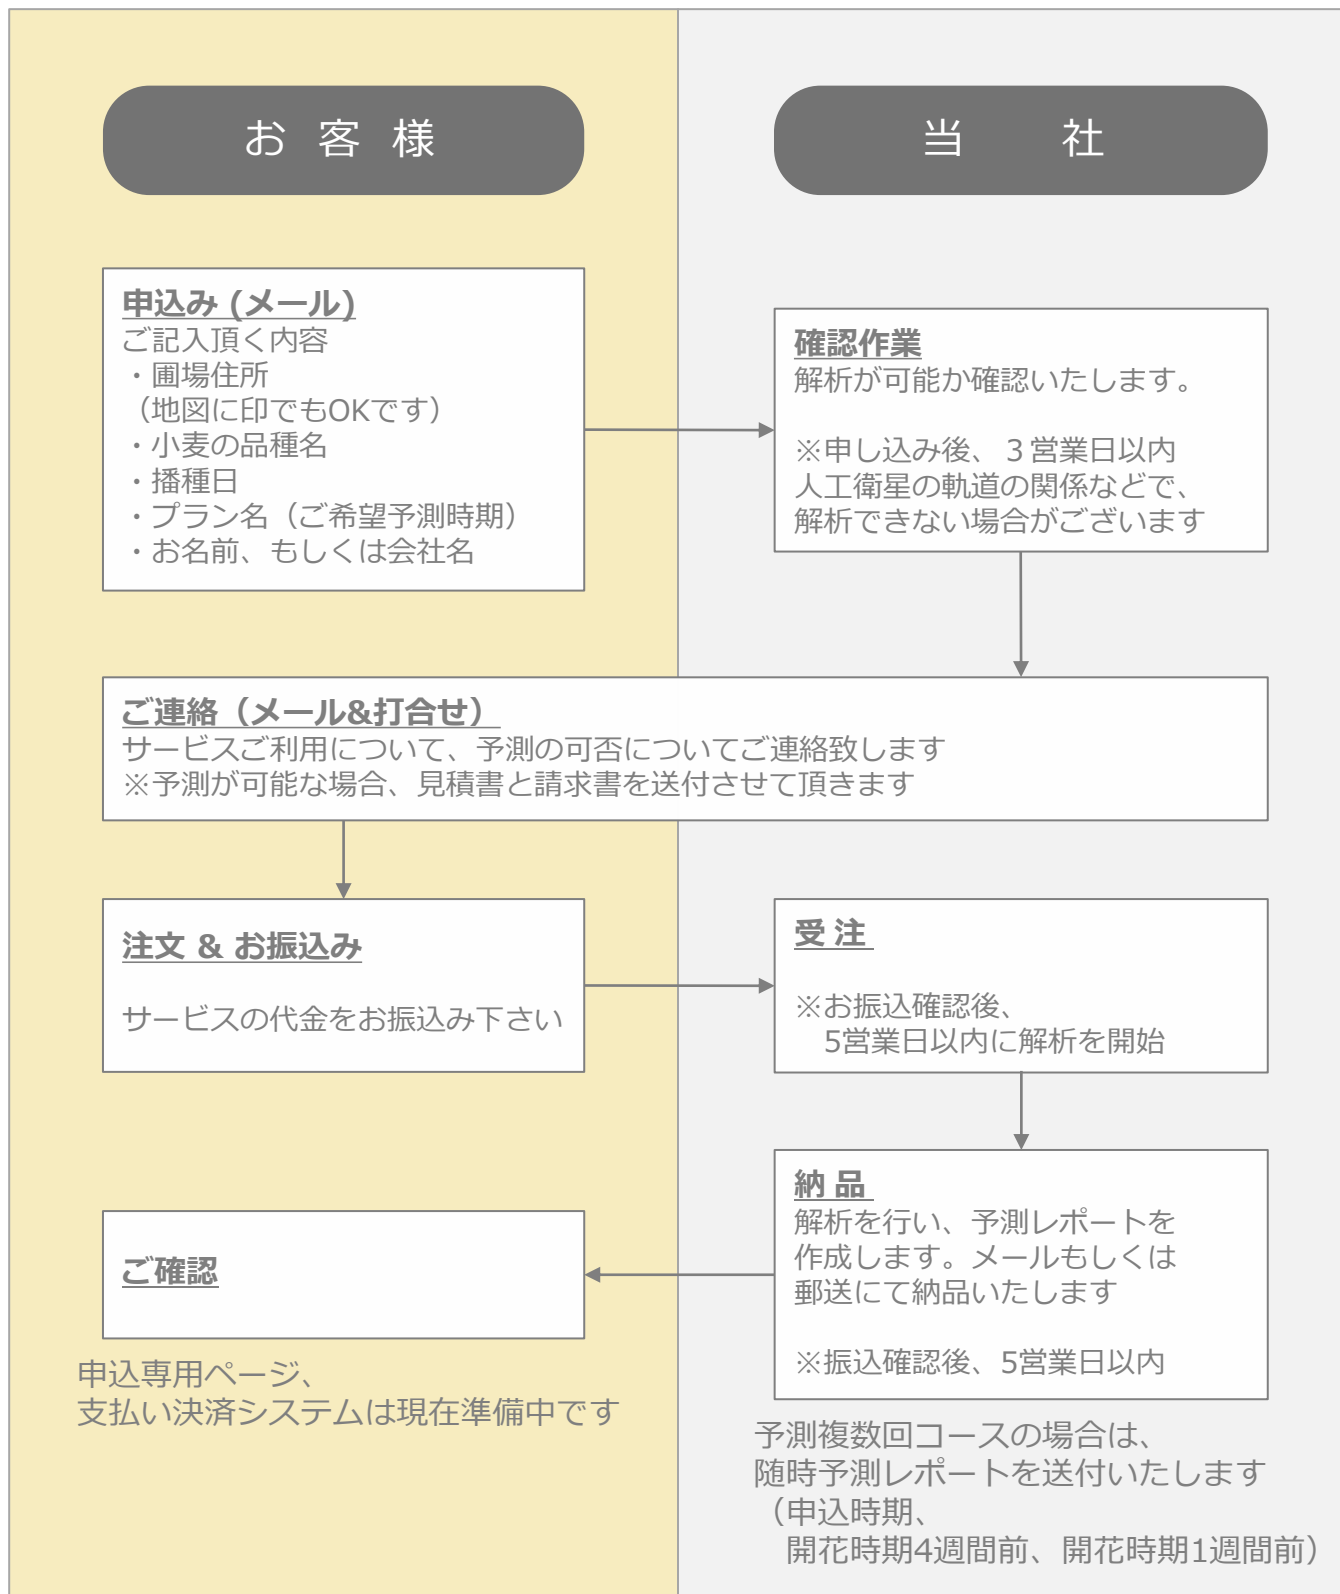 お 客 様
当 社
申込み (メール)
ご記入頂く内容
・圃場住所
（地図に印でもOKです）
・小麦の品種名
・播種日
・プラン名（ご希望予測時期）
・お名前、もしくは会社名
確認作業
解析が可能か確認いたします。
※申し込み後、３営業日以内
人工衛星の軌道の関係などで、
解析できない場合がございます
ご連絡（メール&打合せ）
サービスご利用について、予測の可否についてご連絡致します
※予測が可能な場合、見積書と請求書を送付させて頂きます
注文 & お振込み
サービスの代金をお振込み下さい
受 注
※お振込確認後、
5営業日以内に解析を開始
納 品
解析を行い、予測レポートを
作成します。メールもしくは
郵送にて納品いたします
※振込確認後、5営業日以内
ご確認
申込専用ページ、
支払い決済システムは現在準備中です
予測複数回コースの場合は、
随時予測レポートを送付いたします
（申込時期、
開花時期4週間前、開花時期1週間前）